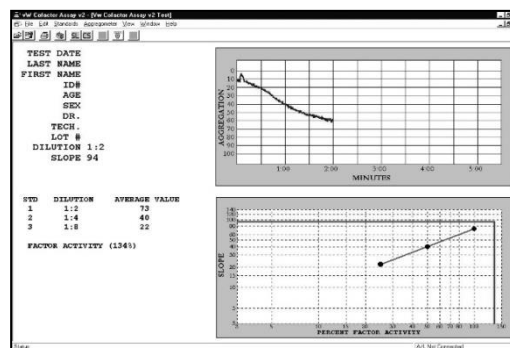 vW Cofactor Assay v2 - [Vw Cofactor Assay v2 Test]
File Edit Standards Aggregometer View Window Help
TEST DATE
LAST NAME
FIRST NAME
ID#
AGE
SEX
DR.
TECH.
LOT #
DILUTION 1:2
SLOPE 94
STD DILUTION AVERAGE VALUE
1 1:2 73
2 1:4 40
3 1:8 22
FACTOR ACTIVITY (134%)
AGGREGATION
0
10
20
30
40
50
60
70
80
90
100
1:00 2:00 3:00 4:00 5:00
MINUTES
SLOPE
PERCENT FACTOR ACTIVITY
Status